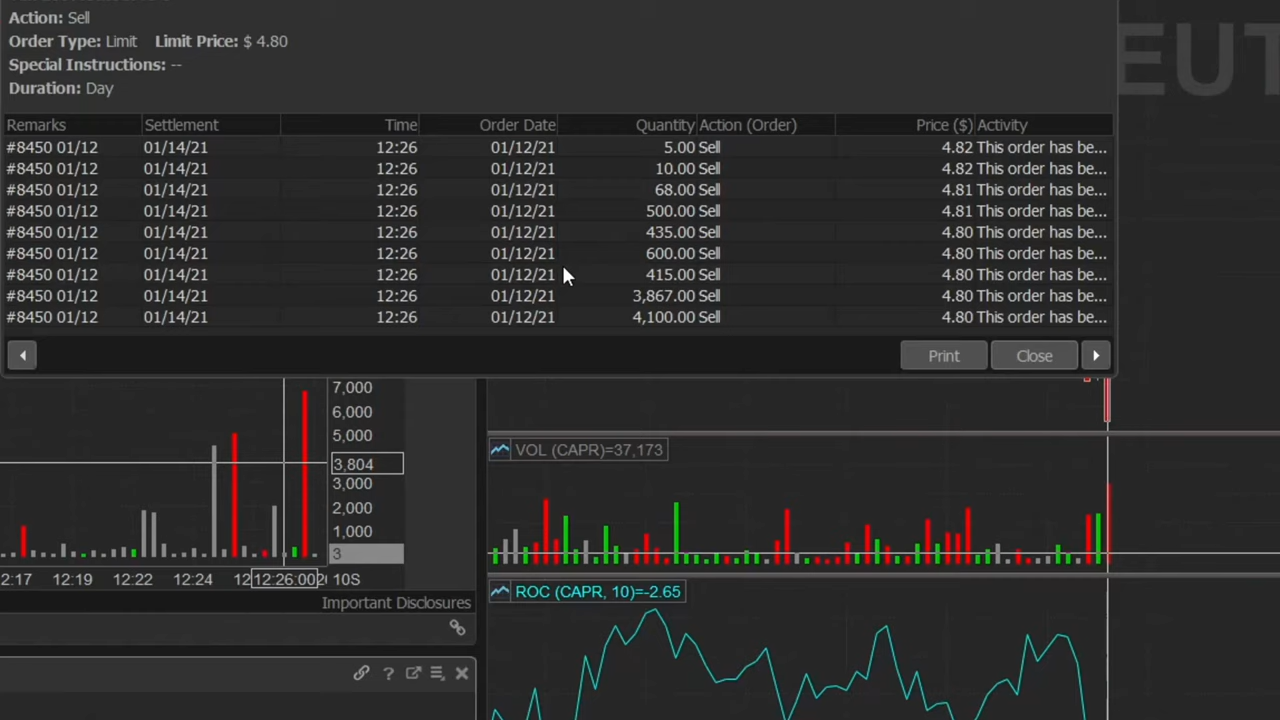 Action: Sell
Order Type: Limit Limit Price: $ 4.80
Special Instructions: --
Duration: Day
EUT
Remarks Settlement Time Order Date Quantity Action (Order) Price ($) Activity
#8450 01/12 01/14/21 12:26 01/12/21 5.00 Sell 4.82 This order has be...
#8450 01/12 01/14/21 12:26 01/12/21 10.00 Sell 4.82 This order has be...
#8450 01/12 01/14/21 12:26 01/12/21 68.00 Sell 4.81 This order has be...
#8450 01/12 01/14/21 12:26 01/12/21 500.00 Sell 4.81 This order has be...
#8450 01/12 01/14/21 12:26 01/12/21 435.00 Sell 4.80 This order has be...
#8450 01/12 01/14/21 12:26 01/12/21 600.00 Sell 4.80 This order has be...
#8450 01/12 01/14/21 12:26 01/12/21 415.00 Sell 4.80 This order has be...
#8450 01/12 01/14/21 12:26 01/12/21 3,867.00 Sell 4.80 This order has be...
#8450 01/12 01/14/21 12:26 01/12/21 4,100.00 Sell 4.80 This order has be...
Print Close
7,000
6,000
5,000
3,804
3,000
2,000
1,000
3
2:17 12:19 12:22 12:24 12:26:00 10S
Important Disclosures
VOL (CAPR)=37,173
ROC (CAPR, 10)=-2.65
?